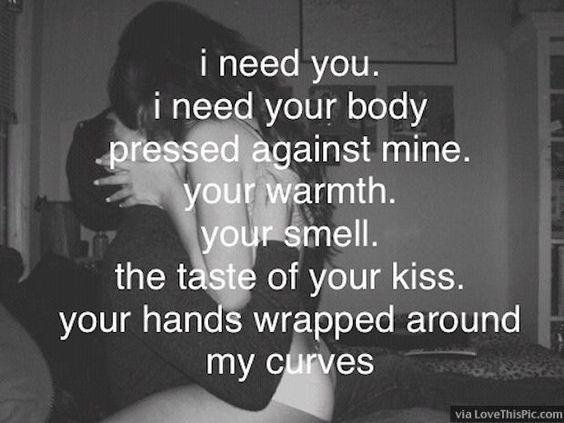 i need you.
i need your body
pressed against mine.
your warmth.
your smell.
the taste of your kiss.
your hands wrapped around
my curves
via LoveThisPic.com